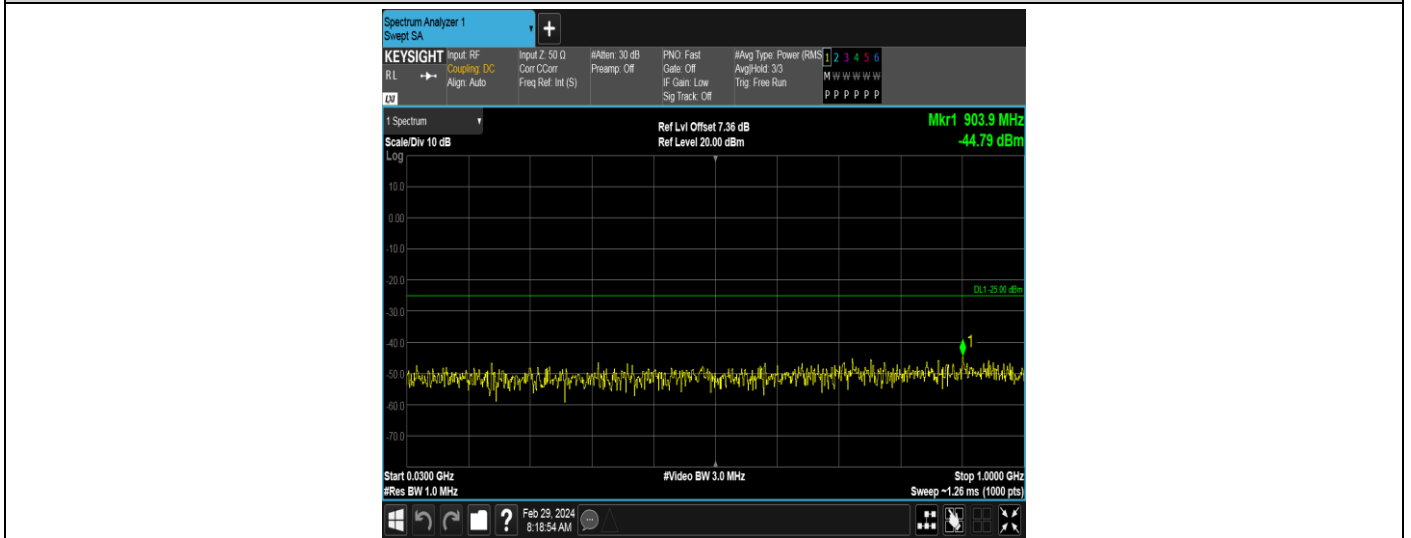 Spectrum Analyzer 1
Swept SA
+
KEYSIGHT
RL
LXI
Input: RF
Coupling: DC
Align: Auto
Input Z: 50 Ω
Corr CCorr
Freq Ref: Int (S)
#Atten: 30 dB
Preamp: Off
PNO: Fast
Gate: Off
IF Gain: Low
Sig Track: Off
#Avg Type: Power (RMS
Avg|Hold: 3/3
Trig: Free Run
1 2 3 4 5 6
M W W W W W
P P P P P P
1 Spectrum
Scale/Div 10 dB
Ref Lvl Offset 7.36 dB
Ref Level 20.00 dBm
Mkr1 903.9 MHz
-44.79 dBm
Log
10.0
0.00
-10.0
-20.0
DL1 -25.00 dBm
-30.0
-40.0
1
-50.0
-60.0
-70.0
Start 0.0300 GHz
#Res BW 1.0 MHz
#Video BW 3.0 MHz
Stop 1.0000 GHz
Sweep ~1.26 ms (1000 pts)
?
Feb 29, 2024
8:18:54 AM